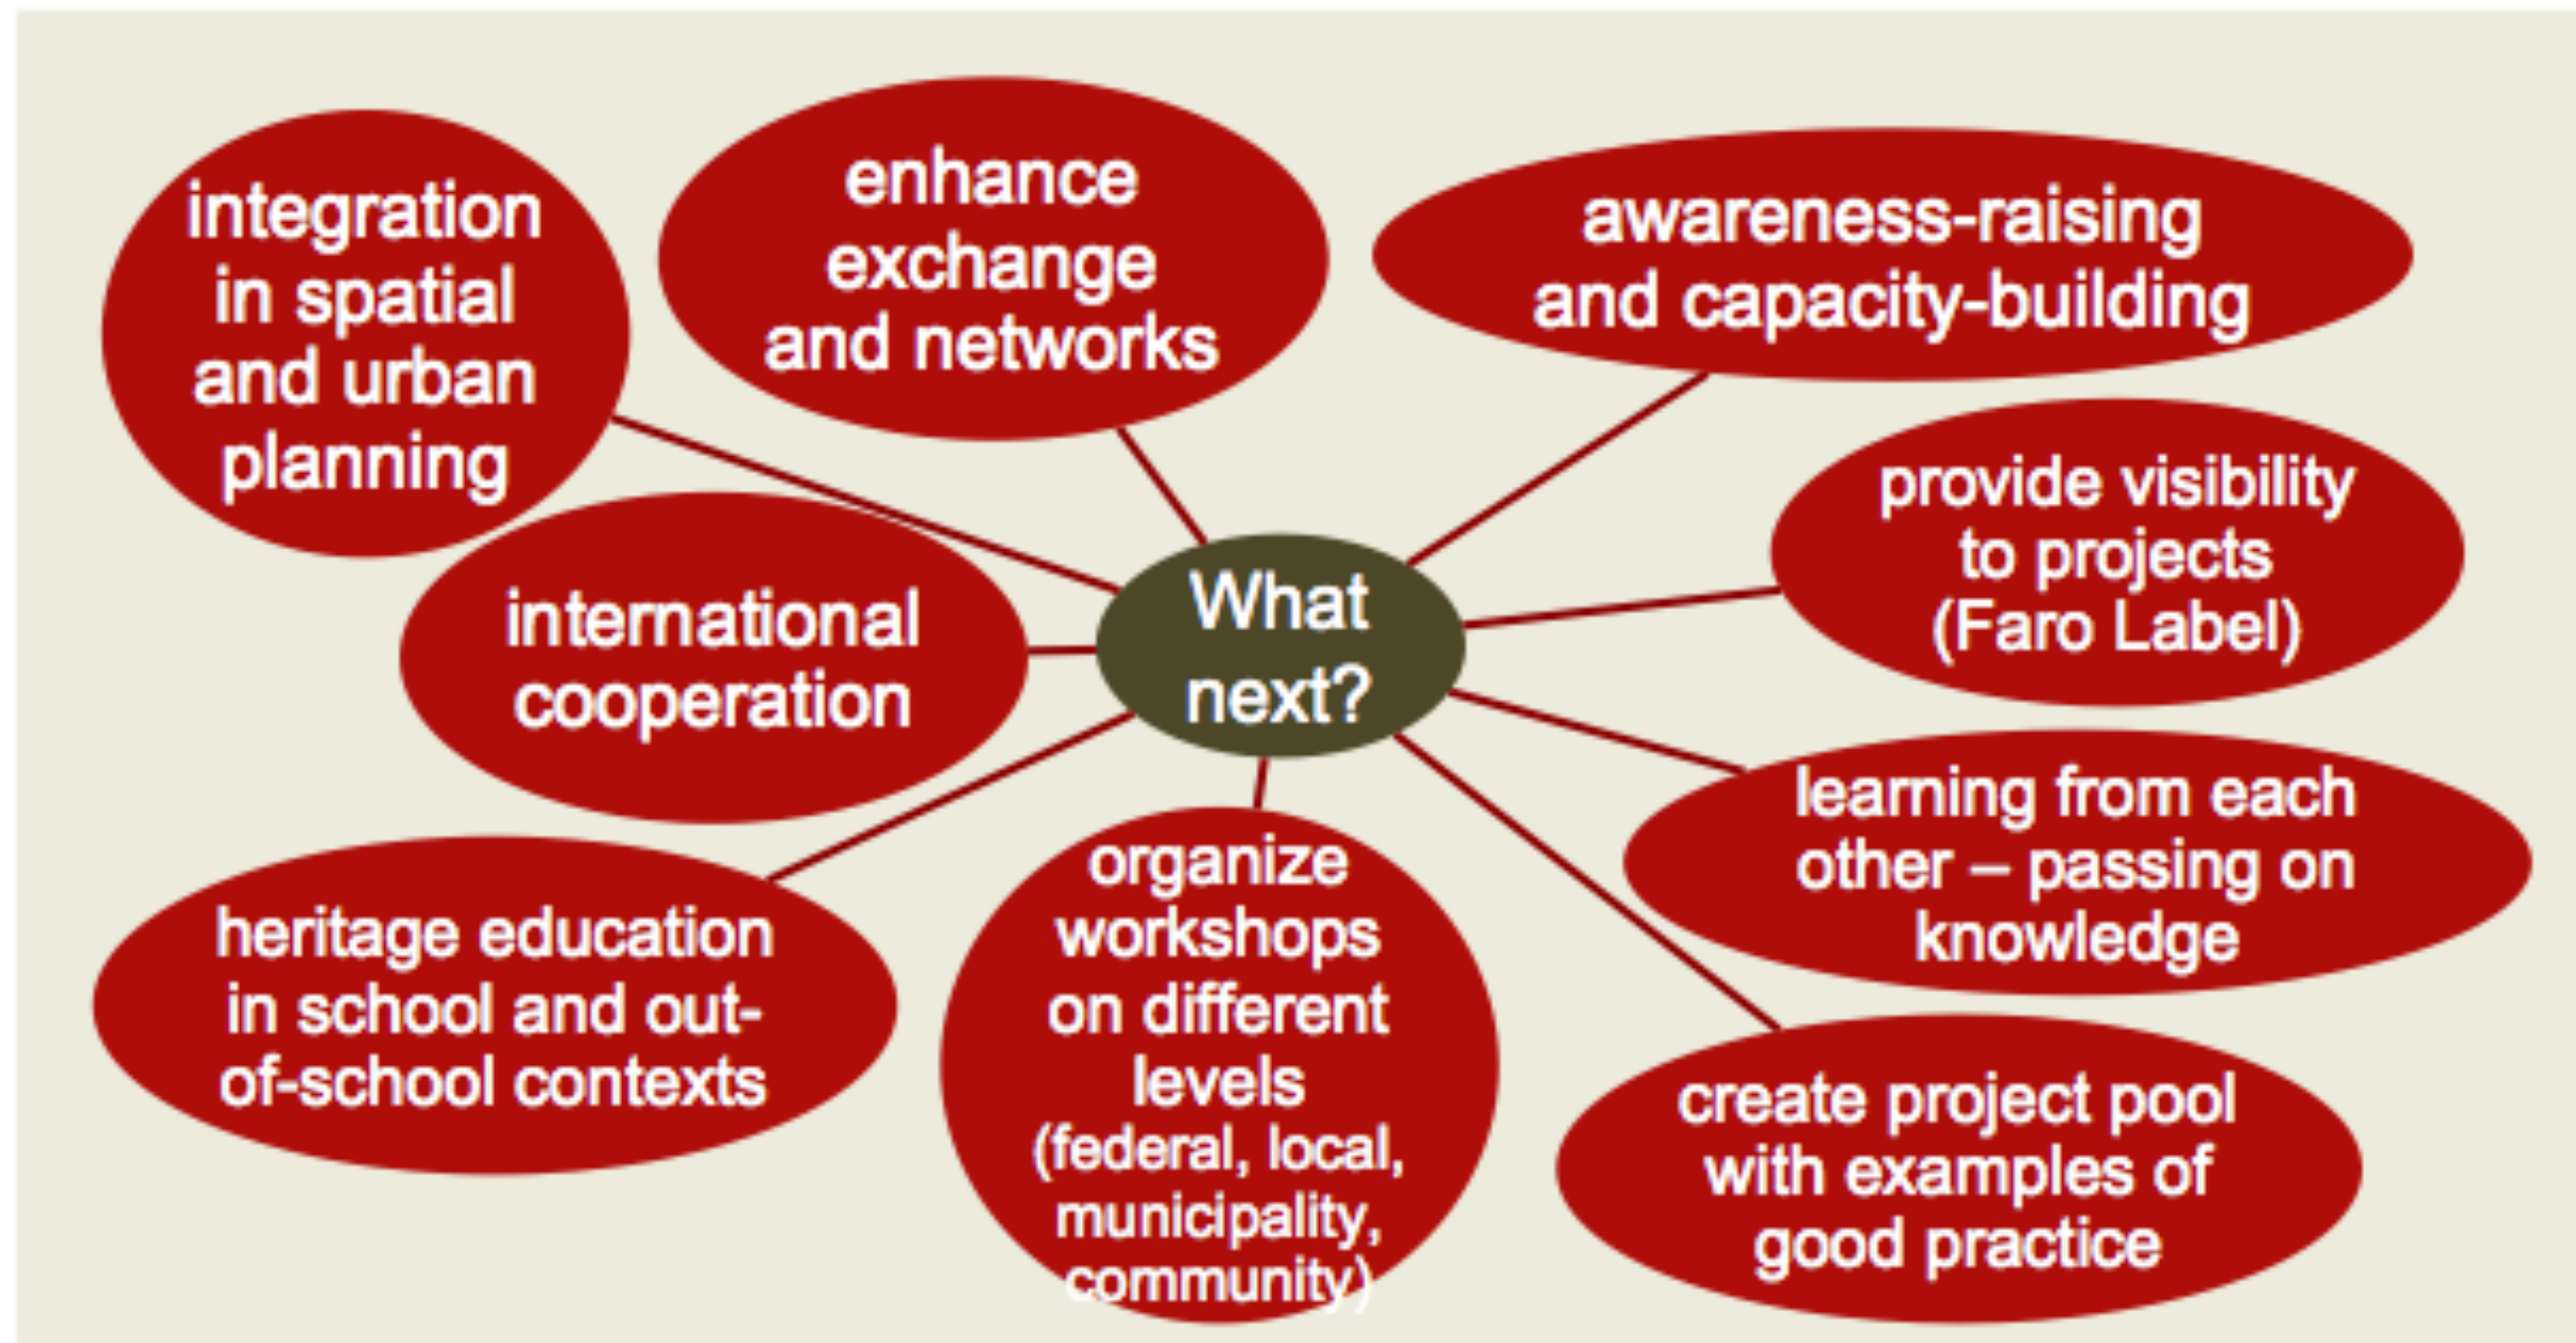 integration
in spatial
and urban
planning
enhance
exchange
and networks
awareness-raising
and capacity-building
provide visibility
to projects
(Faro Label)
What
next?
international
cooperation
learning from each
other – passing on
knowledge
heritage education
in school and out-
of-school contexts
organize
workshops
on different
levels
(federal, local,
municipality,
community)
create project pool
with examples of
good practice